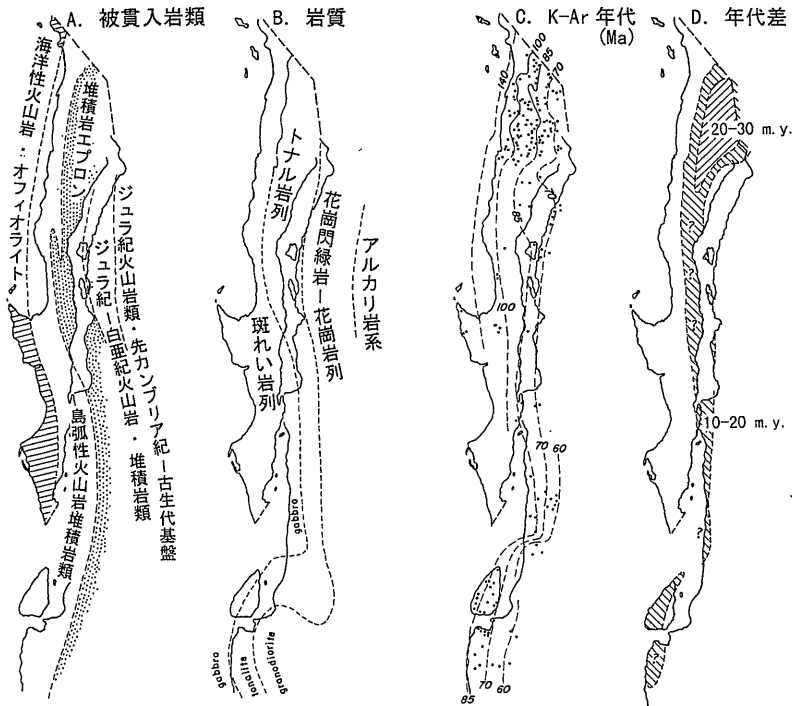 A. 被貫入岩類
海洋性火山岩・オフィオライト
堆積岩エプロン
ジュラ紀火山岩類・先カンブリア紀ー古生代基盤
ジュラ紀ー白亜紀火山岩・堆積岩類
島弧性火山岩堆積岩類
B. 岩質
トナル岩列
花崗閃緑岩ー花崗岩列
アルカリ岩系
斑れい岩列
gabbro
gabbro
tonalite
granodiorite
C. K-Ar 年代
(Ma)
140
100
85
70
70
85
100
70
60
85
70
60
D. 年代差
20-30 m.y.
?
?
?
10-20 m.y.
?
?